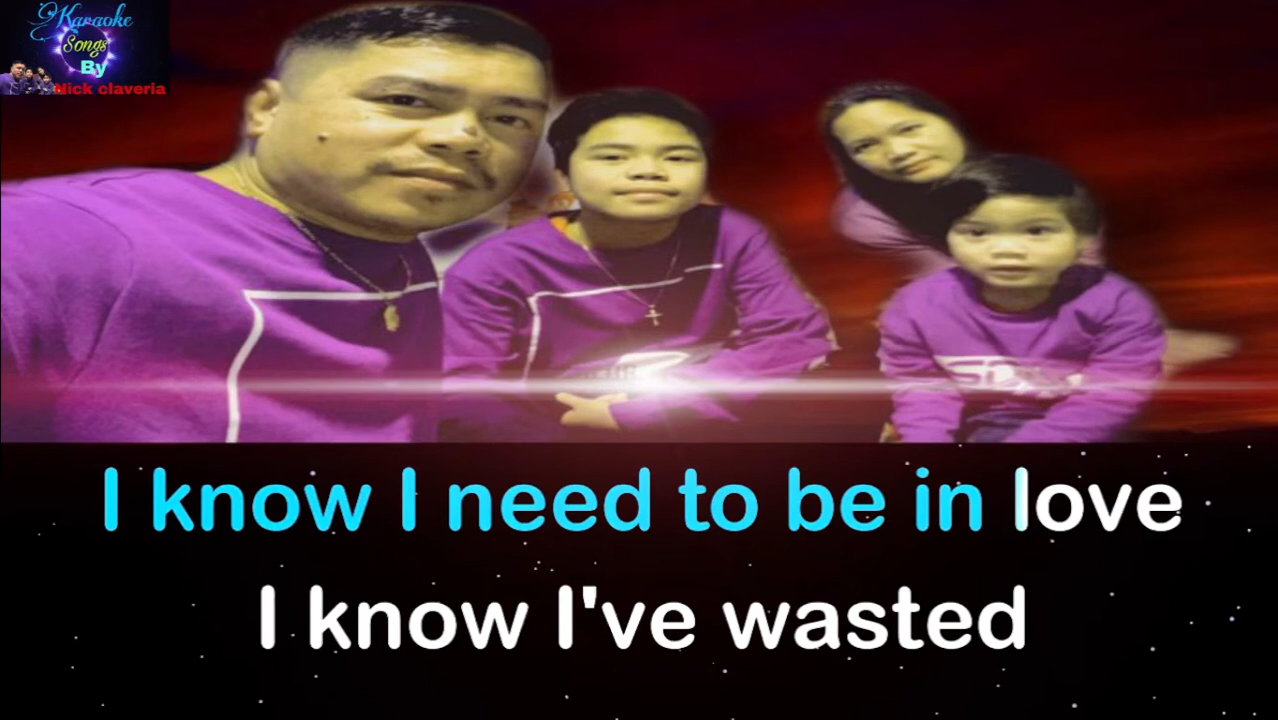 Karaoke
Songs
By
Nick claveria
I know I need to be in love
I know I've wasted